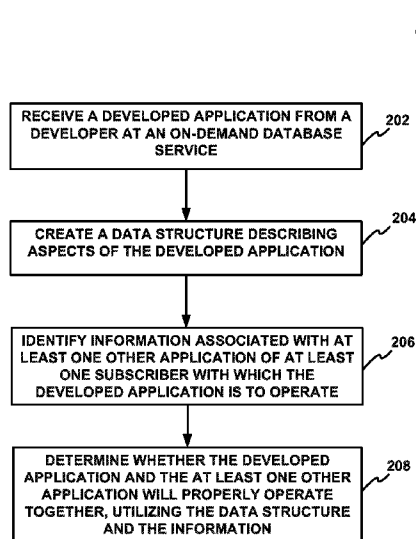 RECEIVE A DEVELOPED APPLICATION FROM A
DEVELOPER AT AN ON-DEMAND DATABASE
SERVICE
202
CREATE A DATA STRUCTURE DESCRIBING
ASPECTS OF THE DEVELOPED APPLICATION
204
IDENTIFY INFORMATION ASSOCIATED WITH AT
LEAST ONE OTHER APPLICATION OF AT LEAST
ONE SUBSCRIBER WITH WHICH THE
DEVELOPED APPLICATION IS TO OPERATE
206
DETERMINE WHETHER THE DEVELOPED
APPLICATION AND THE AT LEAST ONE OTHER
APPLICATION WILL PROPERLY OPERATE
TOGETHER, UTILIZING THE DATA STRUCTURE
AND THE INFORMATION
208